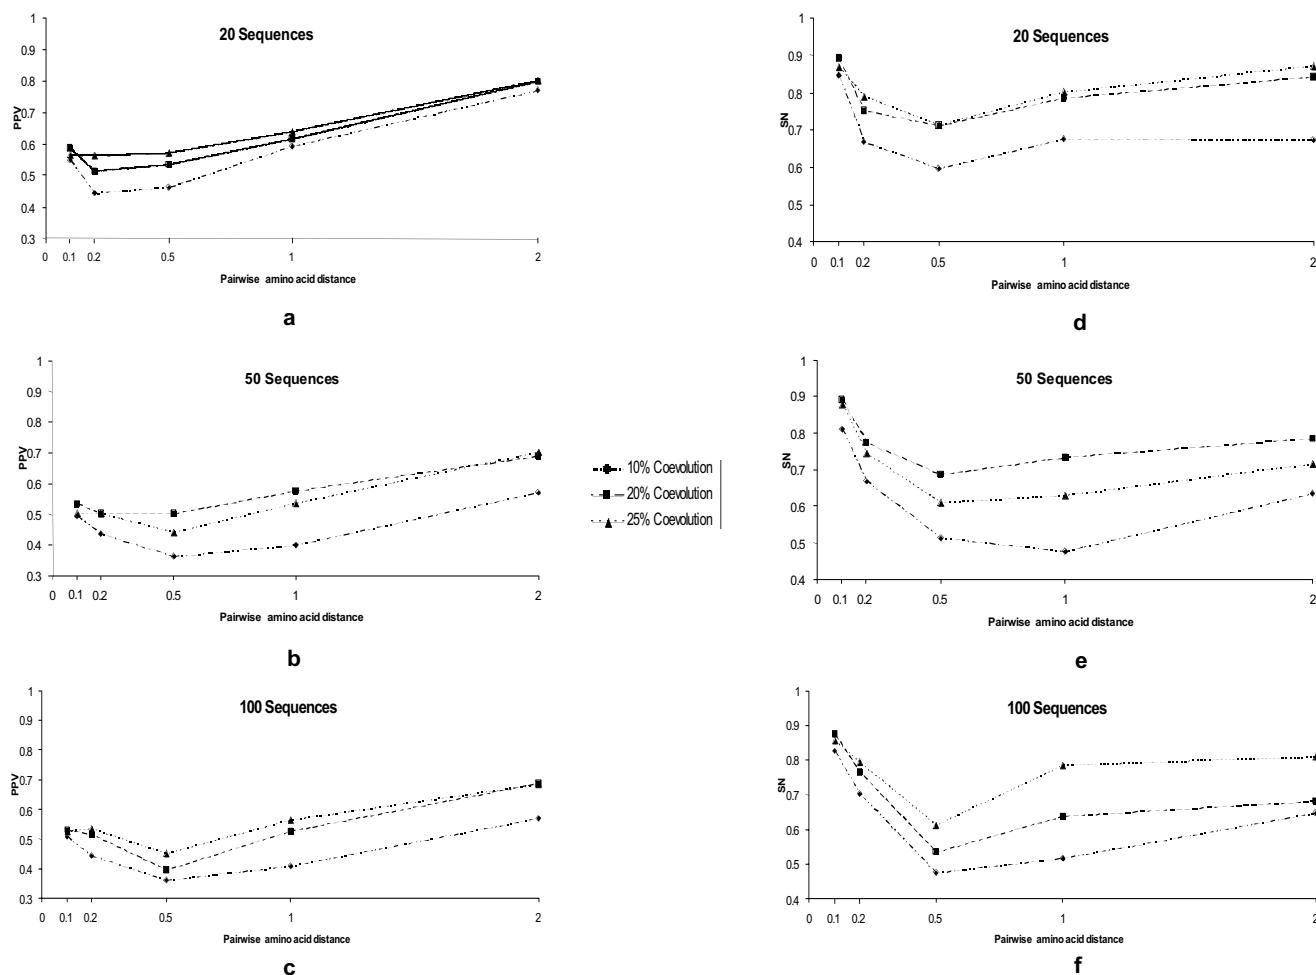 20 Sequences
PPV
1
0.9
0.8
0.7
0.6
0.5
0.4
0.3
0 0.1 0.2 0.5 1 2
Pairwise amino acid distance
a
20 Sequences
SN
1
0.9
0.8
0.7
0.6
0.5
0.4
0 0.1 0.2 0.5 1 2
Pairwise amino acid distance
d
50 Sequences
PPV
1
0.9
0.8
0.7
0.6
0.5
0.4
0.3
0 0.1 0.2 0.5 1 2
Pairwise amino acid distance
b
10% Coevolution
20% Coevolution
25% Coevolution
50 Sequences
SN
1
0.9
0.8
0.7
0.6
0.5
0.4
0 0.1 0.2 0.5 1 2
Pairwise amino acid distance
e
100 Sequences
PPV
1
0.9
0.8
0.7
0.6
0.5
0.4
0.3
0 0.1 0.2 0.5 1 2
Pairwise amino acid distance
c
100 Sequences
SN
1
0.9
0.8
0.7
0.6
0.5
0.4
0 0.1 0.2 0.5 1 2
Pairwise amino acid distance
f